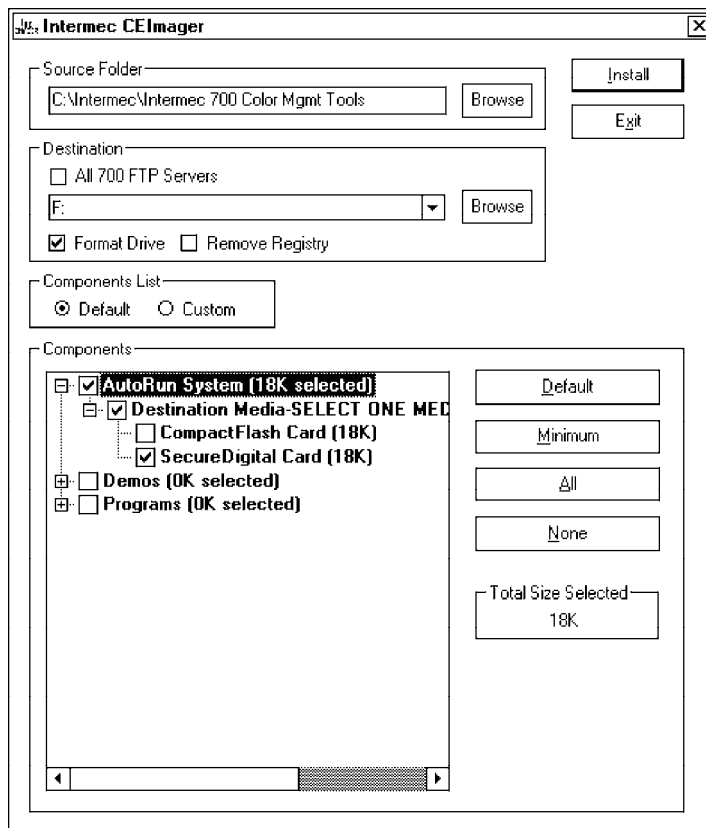 Intermec CEImager
Source Folder
C:\Intermec\Intermec 700 Color Mgmt Tools
Browse
Install
Exit
Destination
All 700 FTP Servers
F:
Browse
Format Drive
Remove Registry
Components List
Default
Custom
Components
AutoRun System (18K selected)
Destination Media-SELECT ONE MED
CompactFlash Card (18K)
SecureDigital Card (18K)
Demos (0K selected)
Programs (0K selected)
Default
Minimum
All
None
Total Size Selected
18K